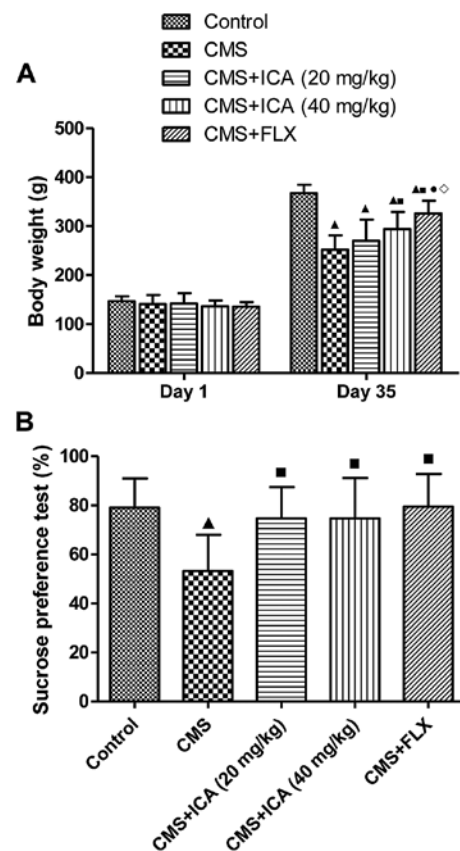 Control
CMS
CMS+ICA (20 mg/kg)
CMS+ICA (40 mg/kg)
CMS+FLX
A
Body weight (g)
500
400
300
200
100
0
Day 1
Day 35
B
Sucrose preference test (%)
100
80
60
40
20
0
Control
CMS
CMS+ICA (20 mg/kg)
CMS+ICA (40 mg/kg)
CMS+FLX